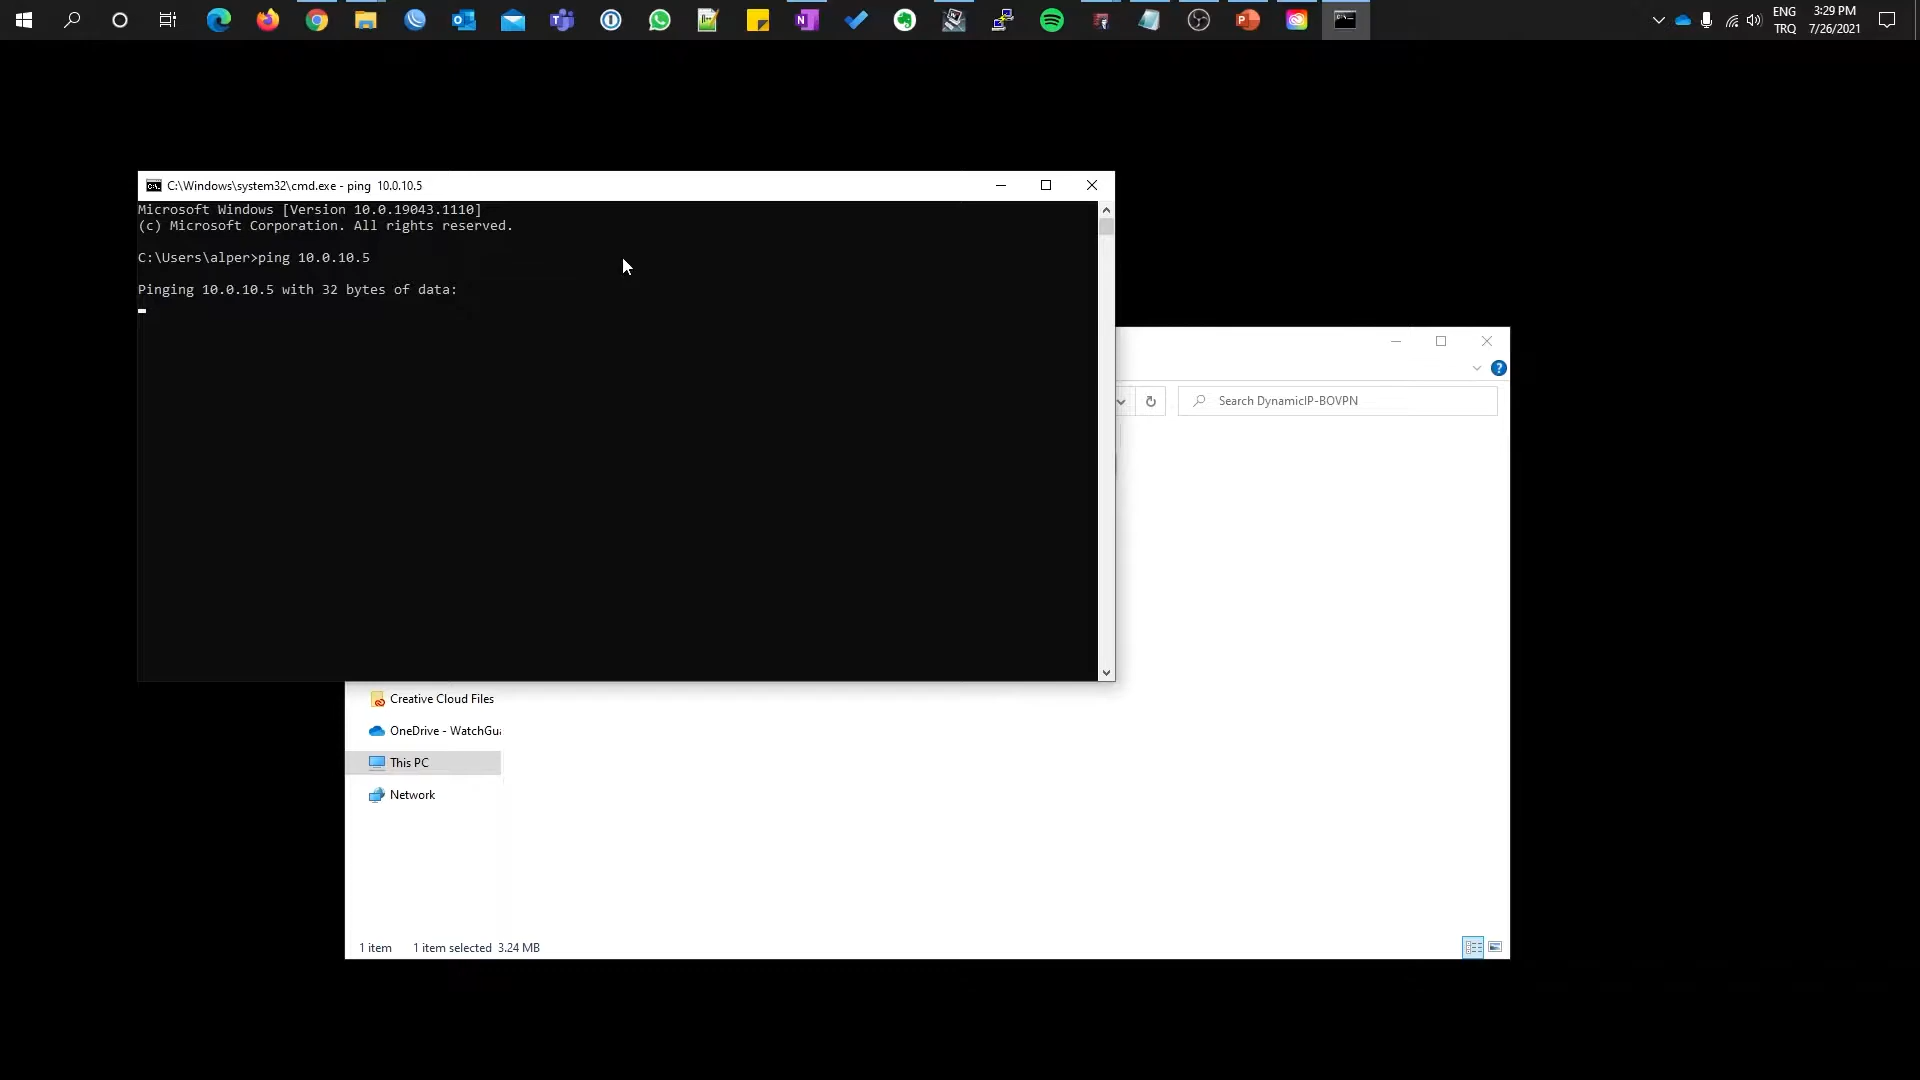 ENG
TRQ
3:29 PM
7/26/2021
C:\Windows\system32\cmd.exe - ping  10.0.10.5
Microsoft Windows [Version 10.0.19043.1110]
(c) Microsoft Corporation. All rights reserved.
C:\Users\alper>ping 10.0.10.5
Pinging 10.0.10.5 with 32 bytes of data:
Search DynamicIP-BOVPN
Creative Cloud Files
OneDrive - WatchGua
This PC
Network
1 item
1 item selected  3.24 MB